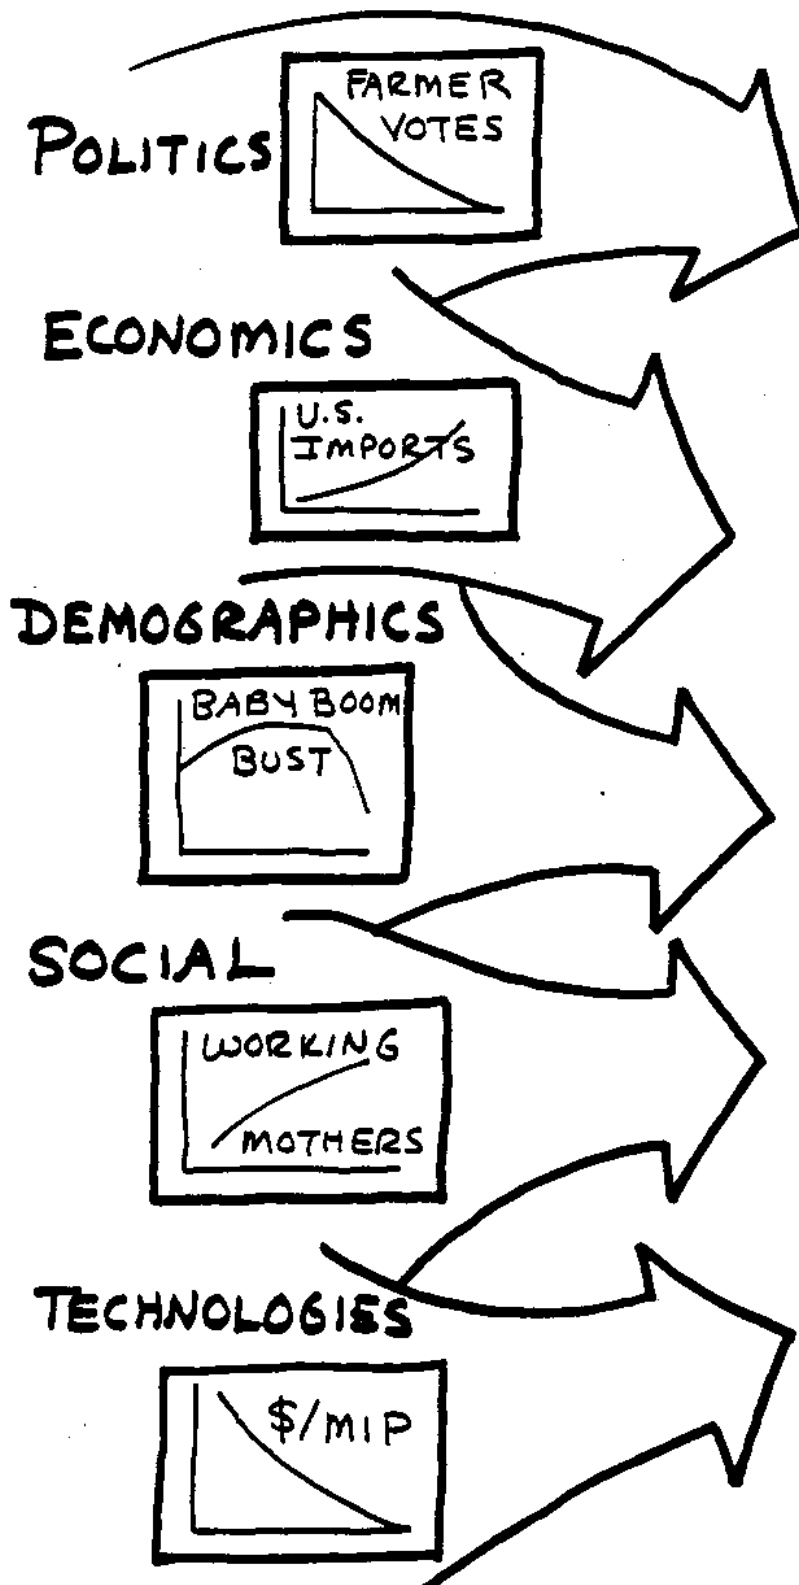 POLITICS
FARMER
VOTES
ECONOMICS
U.S.
IMPORTS
DEMOGRAPHICS
BABY BOOM
BUST
SOCIAL
WORKING
MOTHERS
TECHNOLOGIES
$/MIP